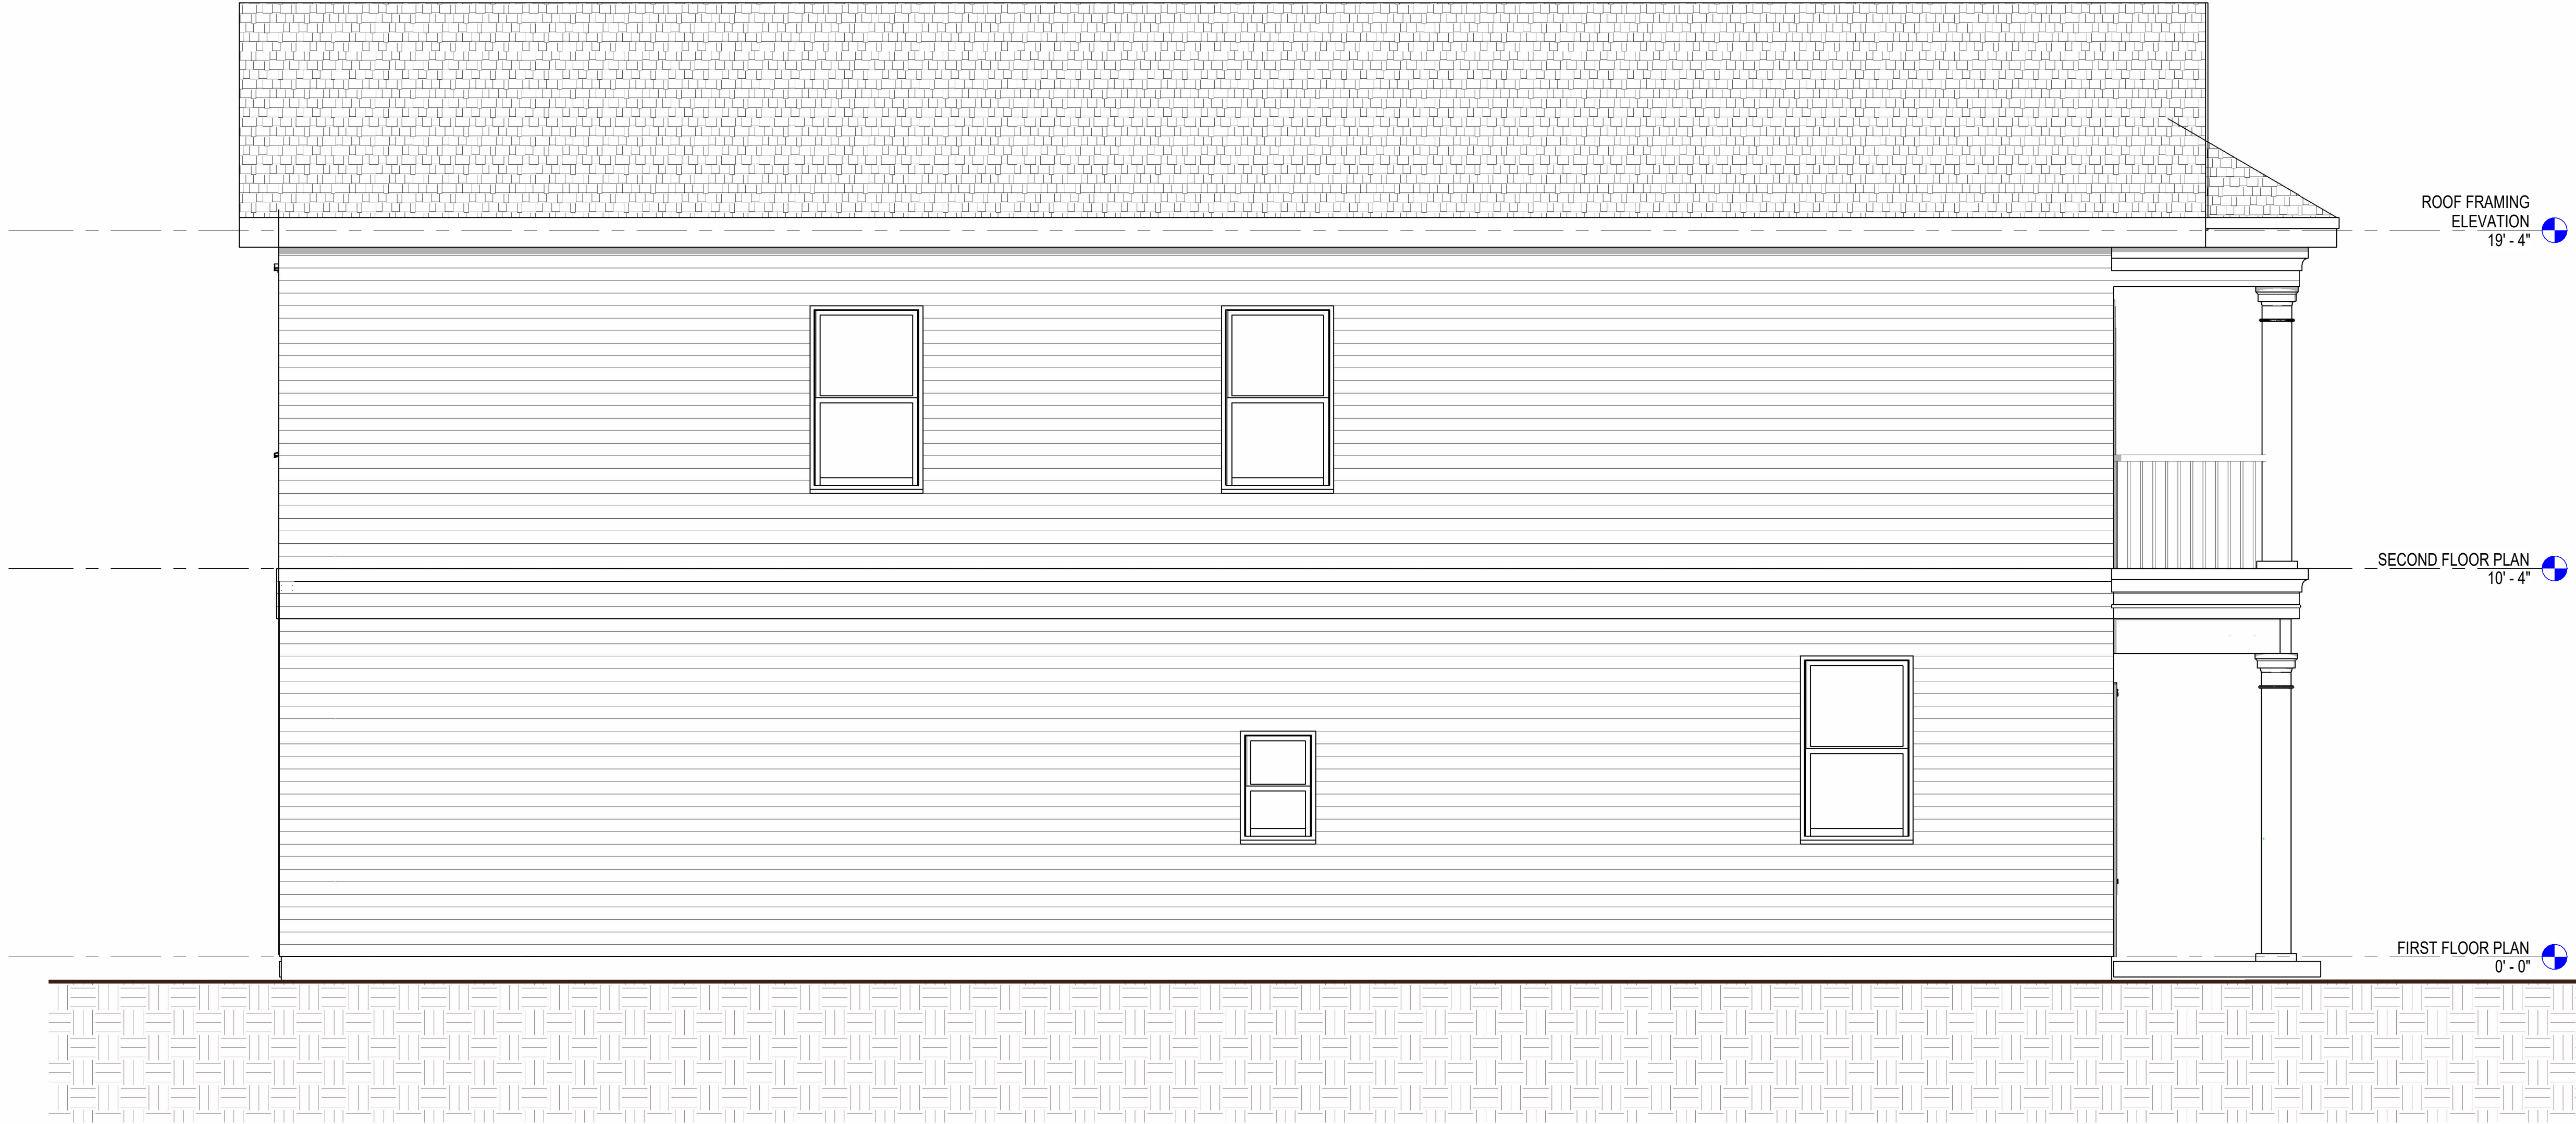 ROOF FRAMING
ELEVATION
19' - 4"
SECOND FLOOR PLAN
10' - 4"
FIRST FLOOR PLAN
0' - 0"